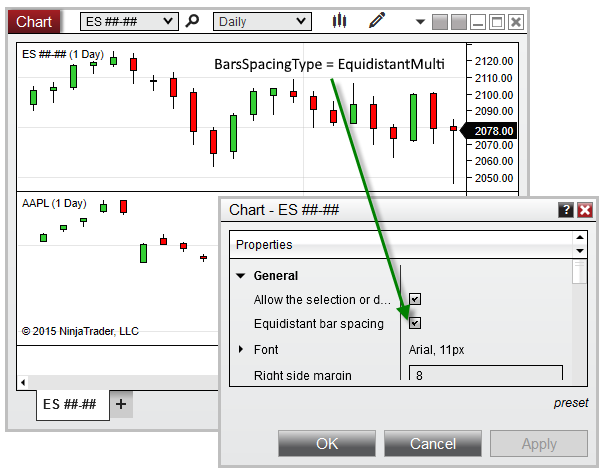 Chart ES ##-## Daily
ES ##-## (1 Day)
BarsSpacingType = EquidistantMulti
2120.00
2110.00
2100.00
2090.00
2078.00
2060.00
2050.00
AAPL (1 Day)
© 2015 NinjaTrader, LLC
ES ##-## +
Chart - ES ##-## ?
Properties
General
Allow the selection or d...
Equidistant bar spacing
Font Arial, 11px
Right side margin 8
preset
OK Cancel Apply